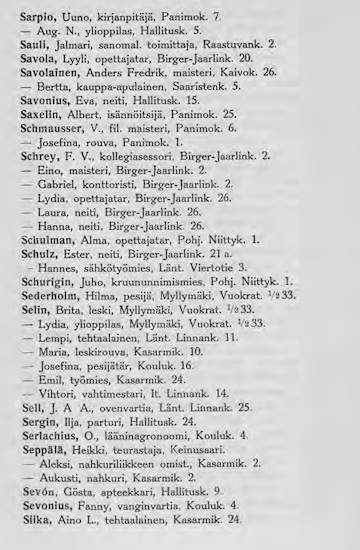 Sarpio, Uuno, kirjanpitäjä, Panimok. 7.
— Aug. N., ylioppilas, Hallitusk. 5.
Sauli, Jalmari, sanomal. toimittaja, Raastuvank. 2.
Savola, Lyyli, opettajatar, Birger-Jaarlink. 20.
Savolainen, Anders Fredrik, maisteri, Kaivok. 26.
— Bertta, kauppa-apulainen, Saaristenk. 5.
Savonius, Eva, neiti, Hallitusk. 15.
Saxelin, Albert, isännöitsijä, Panimok. 25.
Schmausser, V., fil. maisteri, Panimok. 6.
— Josefina, rouva, Panimok. 1.
Schrey, F. V., kollegiasessori, Birger-Jaarlink. 2.
— Eino, maisteri, Birger-Jaarlink. 2.
— Gabriel, konttoristi, Birger-Jaarlink. 2.
— Lydia, opettajatar, Birger-Jaarlink. 26.
— Laura, neiti, Birger-Jaarlink. 26.
— Hanna, neiti, Birger-Jaarlink. 26.
Schulman, Alma, opettajatar, Pohj. Niittyk. 1.
Schulz, Ester, neiti, Birger-Jaarlink. 21 a.
— Hannes, sähkötyömies, Länt. Viertotie 3.
Schurigin, Juho, kruununnimismies, Pohj. Niittyk. 1.
Sederholm, Hilma, pesijä, Myllymäki, Vuokrat. 1/2 33.
Selin, Brita, leski, Myllymäki, Vuokrat. 1/2 33.
— Lydia, ylioppilas, Myllymäki, Vuokrat. 1/2 33.
— Lempi, tehtaalainen, Länt. Linnank. 11.
— Maria, leskirouva, Kasarmik. 10.
— Josefina, pesijätär, Kouluk. 16.
— Emil, työmies, Kasarmik. 24.
— Vihtori, vahtimestari, It. Linnank. 14.
Sell, J. A. A., ovenvartia, Länt. Linnank. 25.
Sergin, Ilja, parturi, Hallitusk. 24.
Serlachius, O., lääninagronoomi, Kouluk. 4.
Seppälä, Heikki, teurastaja, Keinusaari.
— Aleksi, nahkuriliikkeen omist., Kasarmik. 2.
— Aukusti, nahkuri, Kasarmik. 2.
Sevón, Gösta, apteekkari, Hallitusk. 9.
Sevonius, Fanny, vanginvartia, Kouluk. 4.
Siika, Aino L., tehtaalainen, Kasarmik. 24.